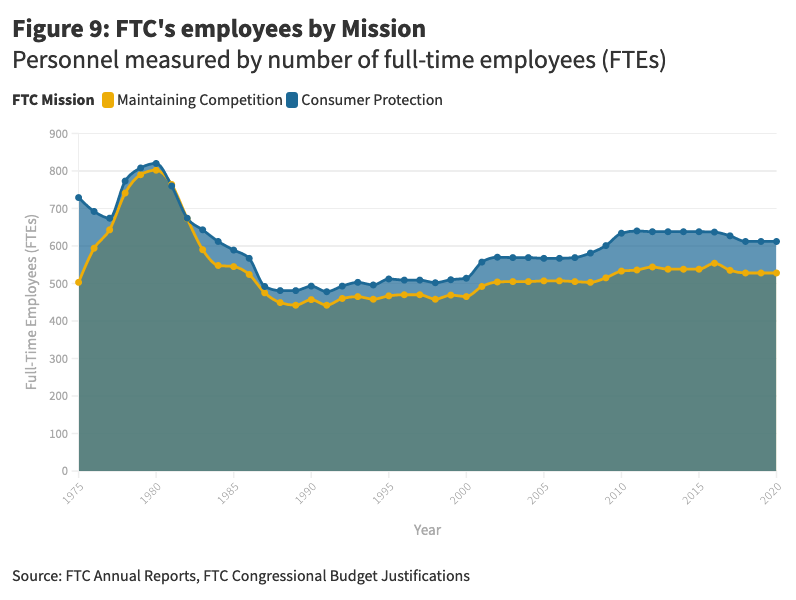 Figure 9: FTC's employees by Mission
Personnel measured by number of full-time employees (FTEs)
FTC Mission Maintaining Competition Consumer Protection
Full-Time Employees (FTEs)
900
800
700
600
500
400
300
200
100
0
1975 1980 1985 1990 1995 2000 2005 2010 2015 2020
Year
Source: FTC Annual Reports, FTC Congressional Budget Justifications